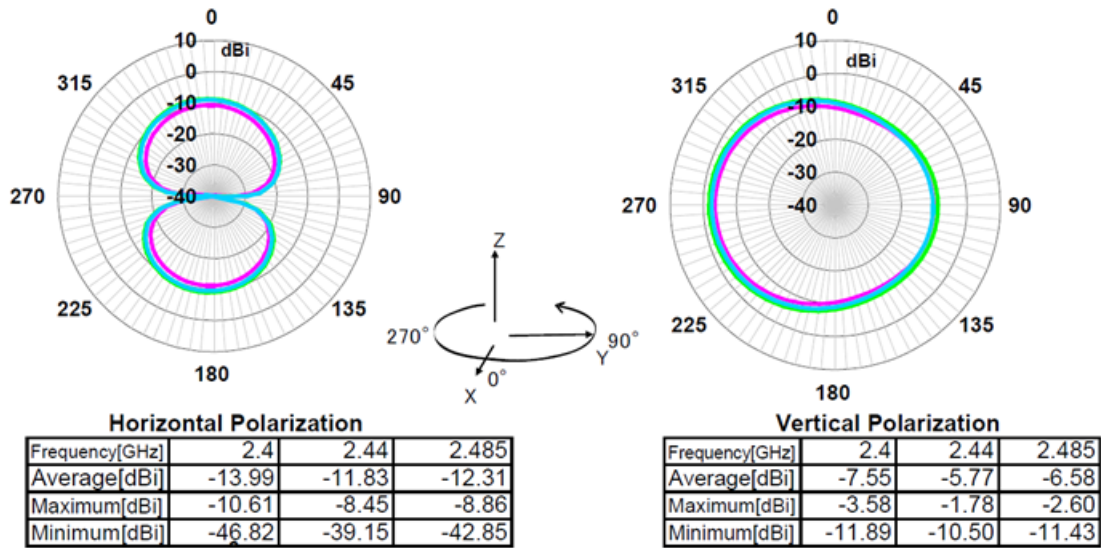 0
10
dBi
0
-10
-20
-30
-40
315
45
270
90
225
135
180
0
10
dBi
0
-10
-20
-30
-40
315
45
270
90
225
135
180
Z
270°
90°
Y
0°
X
Horizontal Polarization
Frequency[GHz] 2.4 2.44 2.485
Average[dBi] -13.99 -11.83 -12.31
Maximum[dBi] -10.61 -8.45 -8.86
Minimum[dBi] -46.82 -39.15 -42.85
Vertical Polarization
Frequency[GHz] 2.4 2.44 2.485
Average[dBi] -7.55 -5.77 -6.58
Maximum[dBi] -3.58 -1.78 -2.60
Minimum[dBi] -11.89 -10.50 -11.43